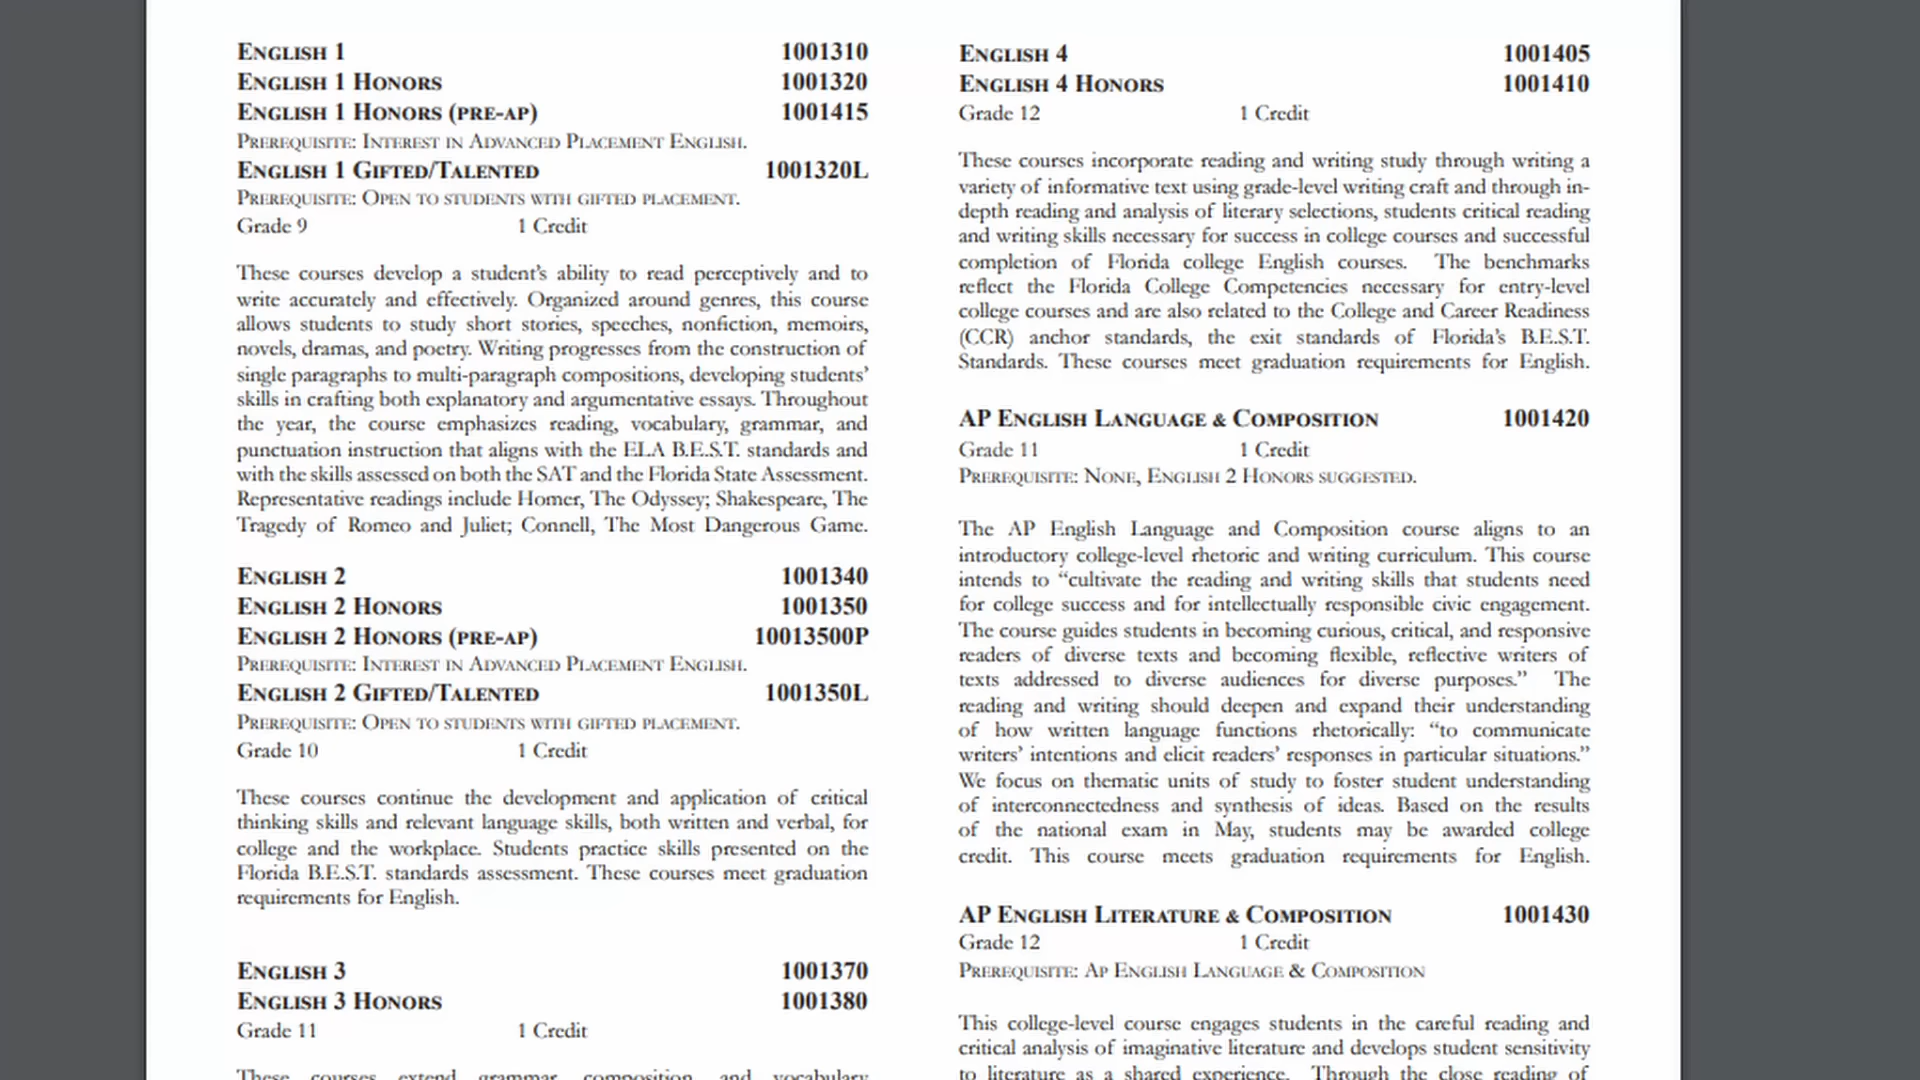 ENGLISH 1 1001310
ENGLISH 1 HONORS 1001320
ENGLISH 1 HONORS (PRE-AP) 1001415
PREREQUISITE: INTEREST IN ADVANCED PLACEMENT ENGLISH.
ENGLISH 1 GIFTED/TALENTED 1001320L
PREREQUISITE: OPEN TO STUDENTS WITH GIFTED PLACEMENT.
Grade 9 1 Credit
These courses develop a student's ability to read perceptively and to
write accurately and effectively. Organized around genres, this course
allows students to study short stories, speeches, nonfiction, memoirs,
novels, dramas, and poetry. Writing progresses from the construction of
single paragraphs to multi-paragraph compositions, developing students'
skills in crafting both explanatory and argumentative essays. Throughout
the year, the course emphasizes reading, vocabulary, grammar, and
punctuation instruction that aligns with the ELA B.E.S.T. standards and
with the skills assessed on both the SAT and the Florida State Assessment.
Representative readings include Homer, The Odyssey; Shakespeare, The
Tragedy of Romeo and Juliet; Connell, The Most Dangerous Game.
ENGLISH 2 1001340
ENGLISH 2 HONORS 1001350
ENGLISH 2 HONORS (PRE-AP) 10013500P
PREREQUISITE: INTEREST IN ADVANCED PLACEMENT ENGLISH.
ENGLISH 2 GIFTED/TALENTED 1001350L
PREREQUISITE: OPEN TO STUDENTS WITH GIFTED PLACEMENT.
Grade 10 1 Credit
These courses continue the development and application of critical
thinking skills and relevant language skills, both written and verbal, for
college and the workplace. Students practice skills presented on the
Florida B.E.S.T. standards assessment. These courses meet graduation
requirements for English.
ENGLISH 3 1001370
ENGLISH 3 HONORS 1001380
Grade 11 1 Credit
These courses extend grammar, composition, and vocabulary
ENGLISH 4 1001405
ENGLISH 4 HONORS 1001410
Grade 12 1 Credit
These courses incorporate reading and writing study through writing a
variety of informative text using grade-level writing craft and through in-
depth reading and analysis of literary selections, students critical reading
and writing skills necessary for success in college courses and successful
completion of Florida college English courses. The benchmarks
reflect the Florida College Competencies necessary for entry-level
college courses and are also related to the College and Career Readiness
(CCR) anchor standards, the exit standards of Florida's B.E.S.T.
Standards. These courses meet graduation requirements for English.
AP ENGLISH LANGUAGE & COMPOSITION 1001420
Grade 11 1 Credit
PREREQUISITE: NONE, ENGLISH 2 HONORS SUGGESTED.
The AP English Language and Composition course aligns to an
introductory college-level rhetoric and writing curriculum. This course
intends to “cultivate the reading and writing skills that students need
for college success and for intellectually responsible civic engagement.
The course guides students in becoming curious, critical, and responsive
readers of diverse texts and becoming flexible, reflective writers of
texts addressed to diverse audiences for diverse purposes.” The
reading and writing should deepen and expand their understanding
of how written language functions rhetorically: “to communicate
writers' intentions and elicit readers' responses in particular situations.”
We focus on thematic units of study to foster student understanding
of interconnectedness and synthesis of ideas. Based on the results
of the national exam in May, students may be awarded college
credit. This course meets graduation requirements for English.
AP ENGLISH LITERATURE & COMPOSITION 1001430
Grade 12 1 Credit
PREREQUISITE: AP ENGLISH LANGUAGE & COMPOSITION
This college-level course engages students in the careful reading and
critical analysis of imaginative literature and develops student sensitivity
to literature as a shared experience. Through the close reading of